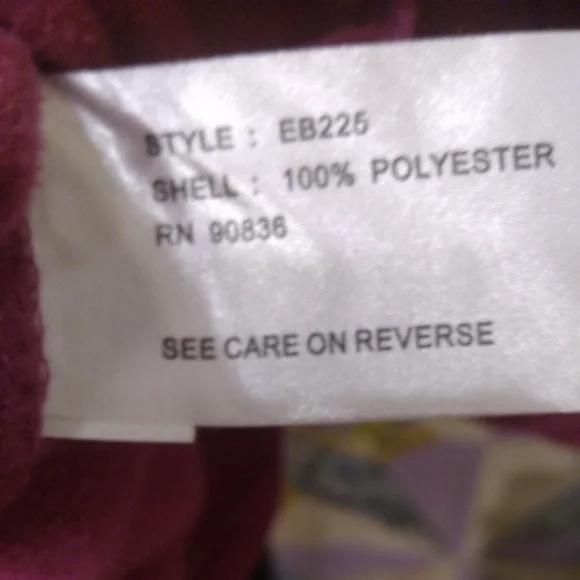 STYLE : EB225
SHELL : 100% POLYESTER
RN 90836
SEE CARE ON REVERSE